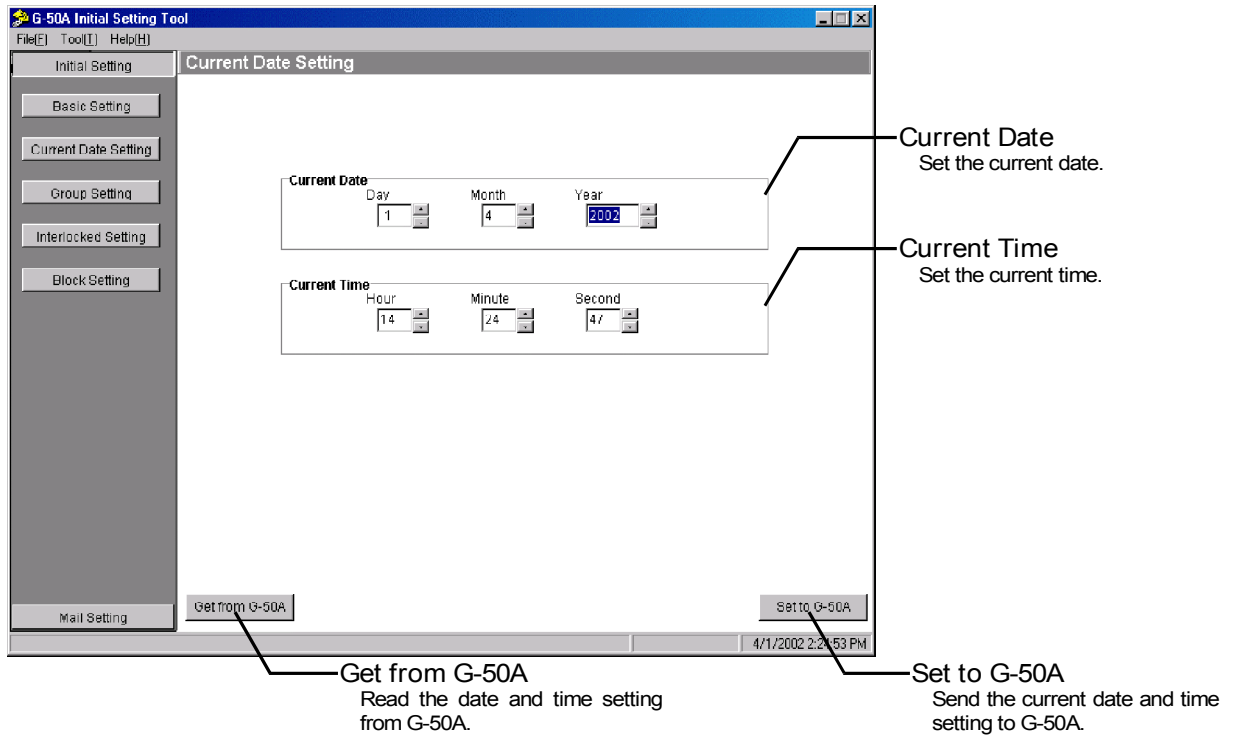 G-50A Initial Setting Tool
File[F] Tool[T] Help[H]
Initial Setting
Current Date Setting
Basic Setting
Current Date Setting
Group Setting
Interlocked Setting
Block Setting
Current Date
Day Month Year
1 4 2002
Current Time
Hour Minute Second
14 24 47
Current Date
Set the current date.
Current Time
Set the current time.
Mail Setting
Get from G-50A
Set to G-50A
4/1/2002 2:24:53 PM
Get from G-50A
Read the date and time setting
from G-50A.
Set to G-50A
Send the current date and time
setting to G-50A.